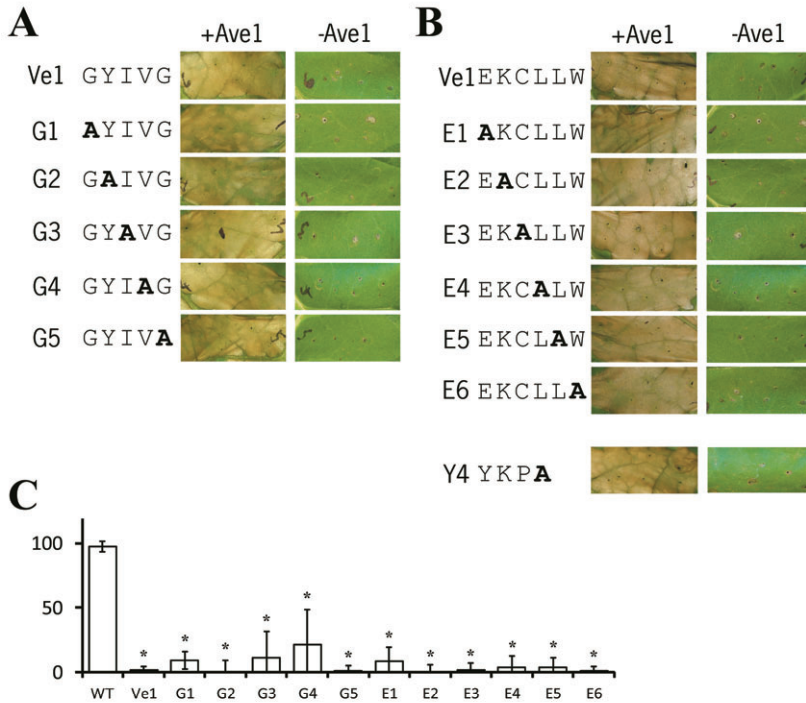 A
+Ave1 -Ave1
Ve1 GYIVG
G1 AYIVG
G2 GAIVG
G3 GYAVG
G4 GYIAG
G5 GYIVA
B
+Ave1 -Ave1
Ve1 EKCLLW
E1 AKCLLW
E2 EACLLW
E3 EKALLW
E4 EKCALW
E5 EKCLAW
E6 EKCLLA
Y4 YKPA
C
100
50
0
* * * * * * * * * * * *
WT Ve1 G1 G2 G3 G4 G5 E1 E2 E3 E4 E5 E6